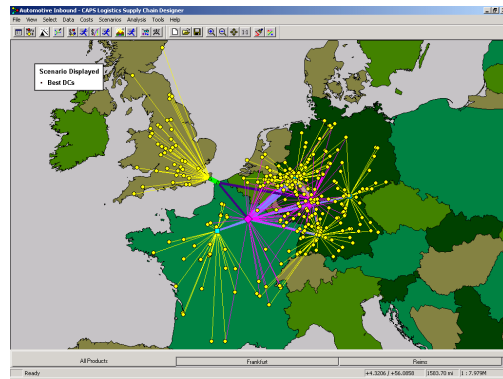 Automotive Inbound - CAPS Logistics Supply Chain Designer
File View Select Data Costs Scenarios Analysis Tools Help
Scenario Displayed
• Best DCs
All Products Frankfurt Reims
Ready +4.3206 / +56.0858 1583.70 mi 1 : 7.979M